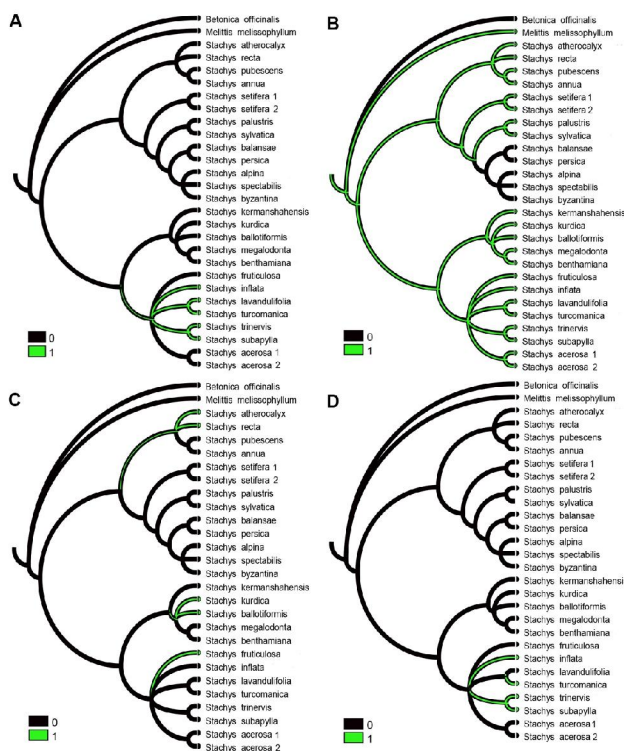 A
Betonica officinalis
Melittis melissophyllum
Stachys atherocalyx
Stachys recta
Stachys pubescens
Stachys annua
Stachys setifera 1
Stachys setifera 2
Stachys palustris
Stachys sylvatica
Stachys balansae
Stachys persica
Stachys alpina
Stachys spectabilis
Stachys byzantina
Stachys kermanshahensis
Stachys kurdica
Stachys ballotiformis
Stachys megalodonta
Stachys benthamiana
Stachys fruticulosa
Stachys inflata
Stachys lavandulifolia
Stachys turcomanica
Stachys trinervis
Stachys subaphylla
Stachys acerosa 1
Stachys acerosa 2
0
1
B
Betonica officinalis
Melittis melissophyllum
Stachys atherocalyx
Stachys recta
Stachys pubescens
Stachys annua
Stachys setifera 1
Stachys setifera 2
Stachys palustris
Stachys sylvatica
Stachys balansae
Stachys persica
Stachys alpina
Stachys spectabilis
Stachys byzantina
Stachys kermanshahensis
Stachys kurdica
Stachys ballotiformis
Stachys megalodonta
Stachys benthamiana
Stachys fruticulosa
Stachys inflata
Stachys lavandulifolia
Stachys turcomanica
Stachys trinervis
Stachys subapylla
Stachys acerosa 1
Stachys acerosa 2
0
1
C
Betonica officinalis
Melittis melissophyllum
Stachys atherocalyx
Stachys recta
Stachys pubescens
Stachys annua
Stachys setifera 1
Stachys setifera 2
Stachys palustris
Stachys sylvatica
Stachys balansae
Stachys persica
Stachys alpina
Stachys spectabilis
Stachys byzantina
Stachys kermanshahensis
Stachys kurdica
Stachys ballotiformis
Stachys megalodonta
Stachys benthamiana
Stachys fruticulosa
Stachys inflata
Stachys lavandulifolia
Stachys turcomanica
Stachys trinervis
Stachys subapylla
Stachys acerosa 1
Stachys acerosa 2
0
1
D
Betonica officinalis
Melittis melissophyllum
Stachys atherocalyx
Stachys recta
Stachys pubescens
Stachys annua
Stachys setifera 1
Stachys setifera 2
Stachys palustris
Stachys sylvatica
Stachys balansae
Stachys persica
Stachys alpina
Stachys spectabilis
Stachys byzantina
Stachys kermanshahensis
Stachys kurdica
Stachys ballotiformis
Stachys megalodonta
Stachys benthamiana
Stachys fruticulosa
Stachys inflata
Stachys lavandulifolia
Stachys turcomanica
Stachys trinervis
Stachys subapylla
Stachys acerosa 1
Stachys acerosa 2
0
1